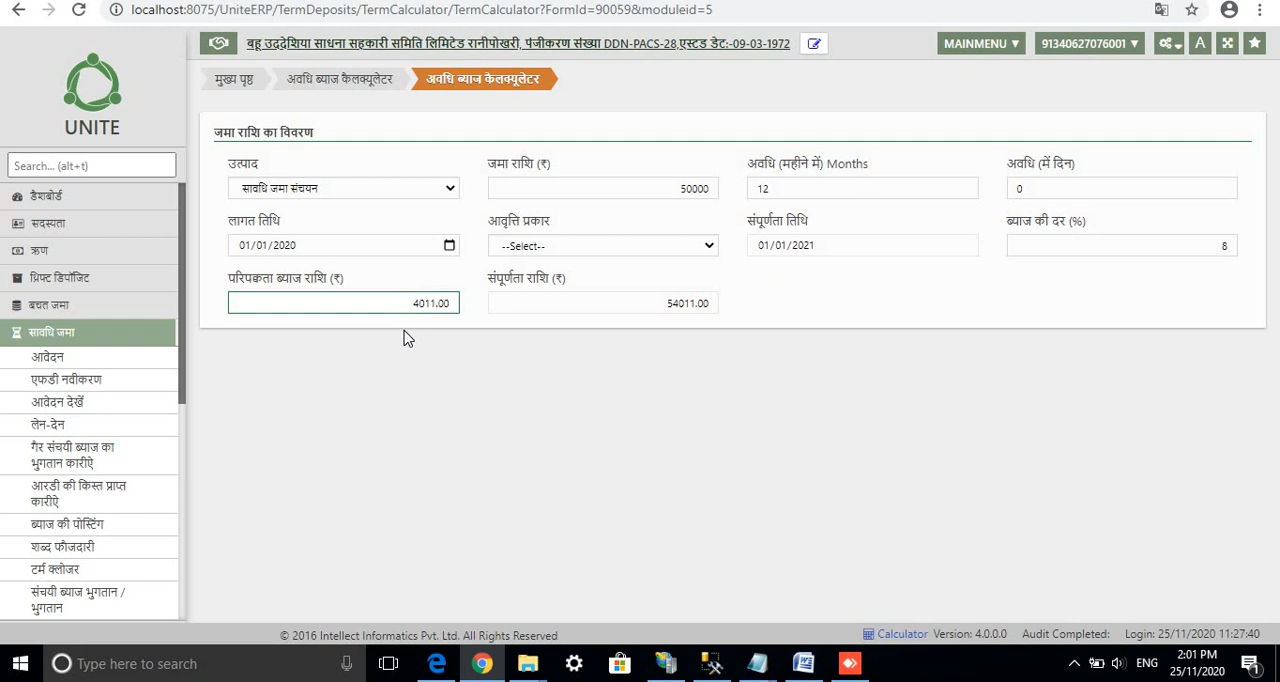 localhost:8075/UniteERP/TermDeposits/TermCalculator/TermCalculator?FormId=90059&moduleid=5
बहू उददेशिया साधना सहकारी समिति लिमिटेड रानीपोखरी, पंजीकरण संख्या DDN-PACS-28,एस्टड डेट:-09-03-1972
MAINMENU ▼
91340627076001 ▼
A
मुख्य पृष्ठ
अवधि ब्याज कैलक्यूलेटर
अवधि ब्याज कैलक्यूलेटर
UNITE
Search... (alt+t)
डैशबोर्ड
सदस्यता
ऋण
थ्रिफ्ट डिपॉजिट
बचत जमा
सावधि जमा
आवेदन
एफडी नवीकरण
आवेदन देखें
लेन-देन
गैर संचयी ब्याज का
भुगतान कारीऐ
आरडी की किस्त प्राप्त
कारीऐ
ब्याज की पोस्टिंग
शब्द फौजदारी
टर्म क्लोजर
संचयी ब्याज भुगतान /
भुगतान
जमा राशि का विवरण
उत्पाद
जमा राशि (₹)
अवधि (महीने में) Months
अवधि (में दिन)
सावधि जमा संचयन
50000
12
0
लागत तिथि
आवृत्ति प्रकार
संपूर्णता तिथि
ब्याज की दर (%)
01/01/2020
--Select--
01/01/2021
8
परिपक्वता ब्याज राशि (₹)
संपूर्णता राशि (₹)
4011.00
54011.00
© 2016 Intellect Informatics Pvt. Ltd. All Rights Reserved
Calculator Version: 4.0.0.0 Audit Completed: Login: 25/11/2020 11:27:40
Type here to search
ENG
2:01 PM
25/11/2020
1